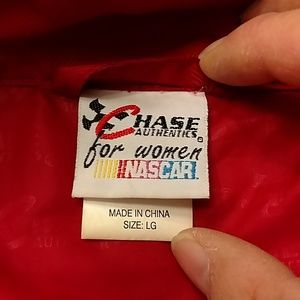 CHASE
AUTHENTICS®
for women
NASCAR
MADE IN CHINA
SIZE: LG